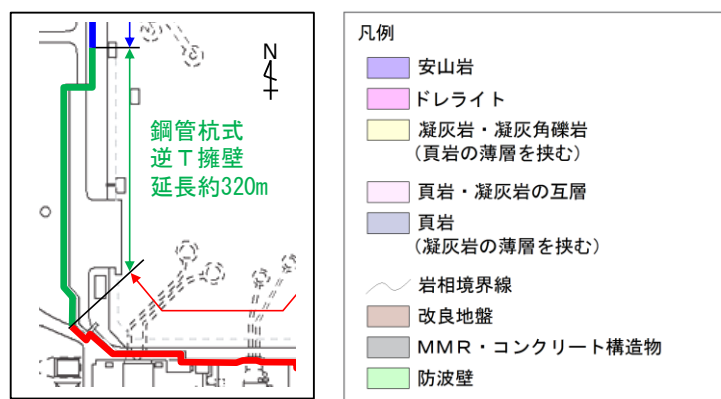 N
鋼管杭式
逆T擁壁
延長約320m
凡例
安山岩
ドレライト
凝灰岩・凝灰角礫岩
(頁岩の薄層を挟む)
頁岩・凝灰岩の互層
頁岩
(凝灰岩の薄層を挟む)
岩相境界線
改良地盤
MMR・コンクリート構造物
防波壁